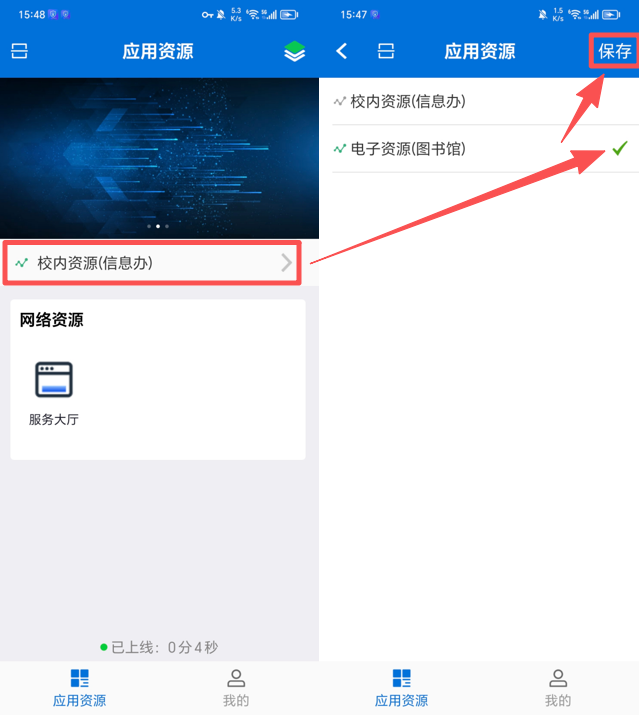 15:48
5.3
K/s
5G
应用资源
校内资源(信息办)
网络资源
服务大厅
已上线：0分4秒
应用资源
我的
15:47
1.5
K/s
5G
应用资源
保存
校内资源(信息办)
电子资源(图书馆)
应用资源
我的